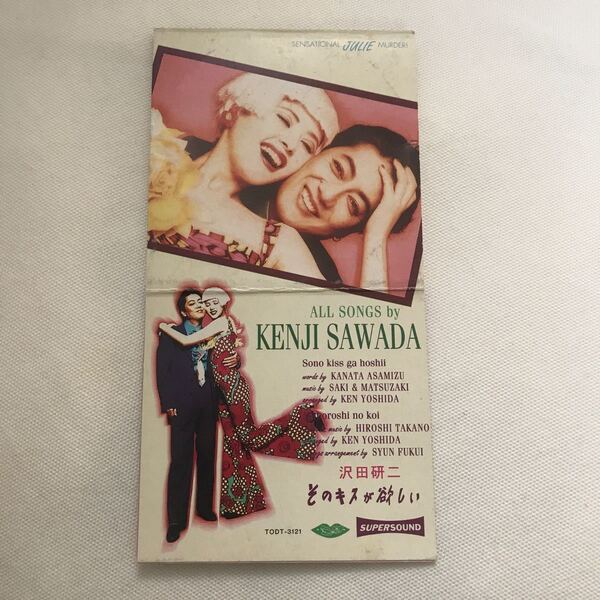 SENSATIONAL JULIE MURDER!
ALL SONGS by
KENJI SAWADA
Sono kiss ga hoshii
words by KANATA ASAMIZU
music by SAKI & MATSUZAKI
arranged by KEN YOSHIDA
oroshi no koi
music by HIROSHI TAKANO
KEN YOSHIDA
arrangement by SYUN FUKUI
沢田研二
そのキスが欲しい
TODT-3121
SUPERSOUND